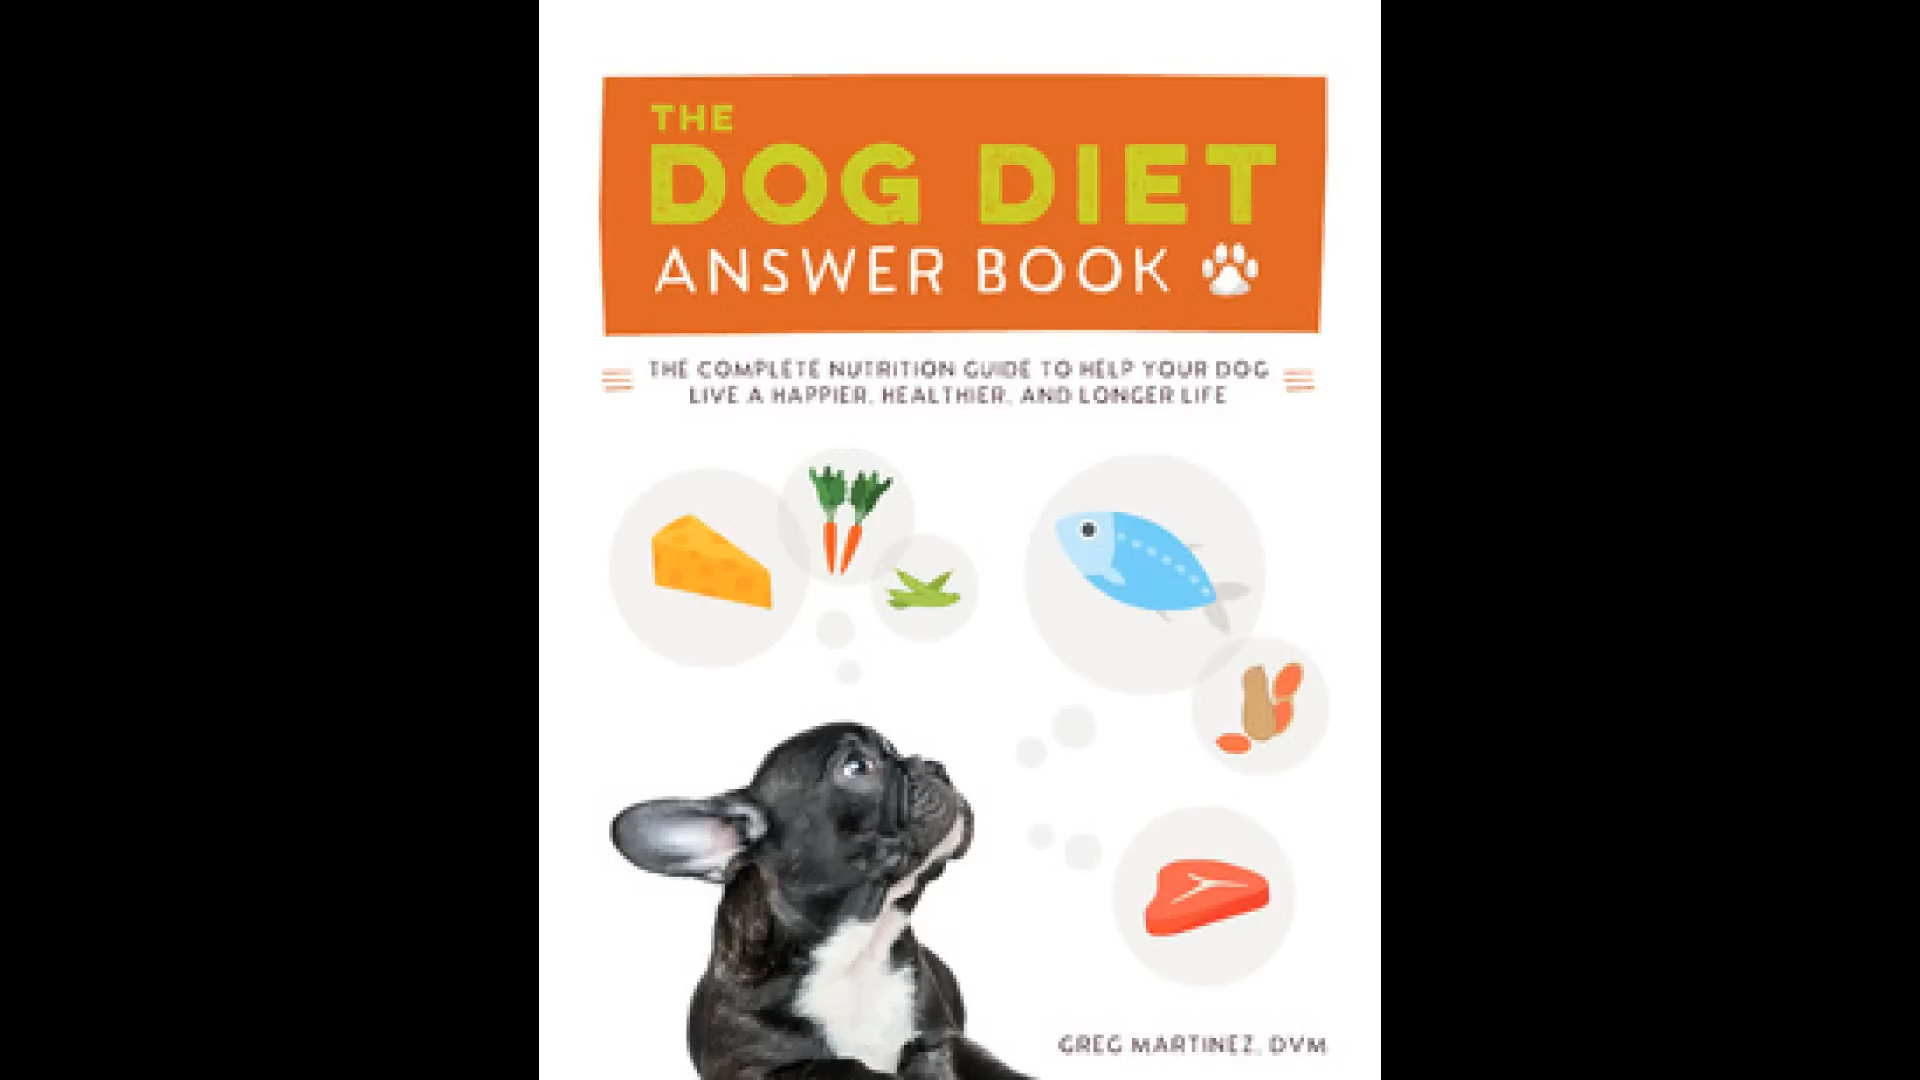 THE
DOG DIET
ANSWER BOOK
THE COMPLETE NUTRITION GUIDE TO HELP YOUR DOG
LIVE A HAPPIER, HEALTHIER, AND LONGER LIFE
GREG MARTINEZ, DVM